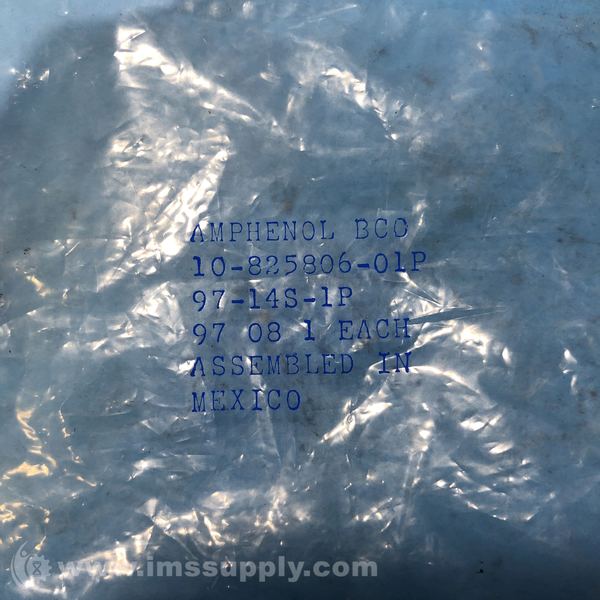 AMPHENOL BCO
10-825806-01P
97-14S-1P
97 08 1 EACH
ASSEMBLED IN
MEXICO
www.imssupply.com